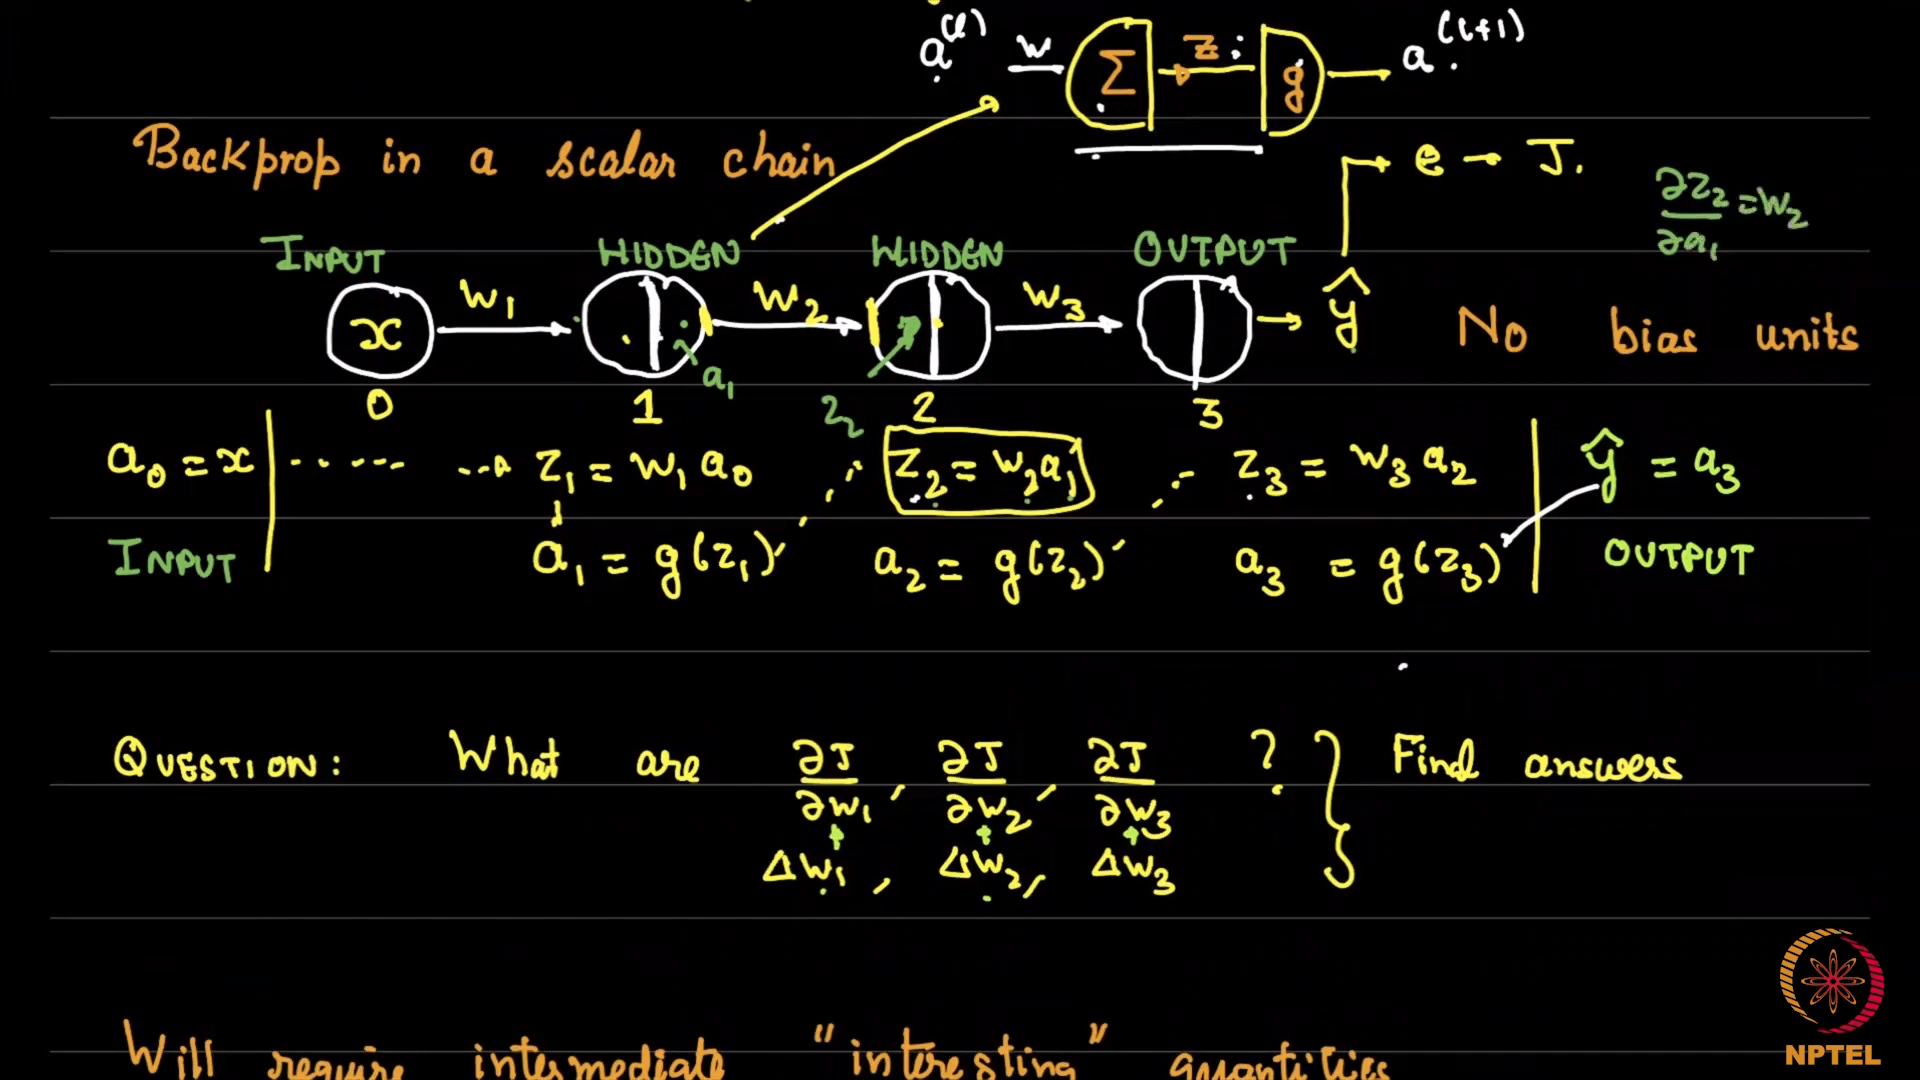 a^(l) w Σ z g a^(l+1)
Backprop in a scalar chain
e → J.
∂z₂/∂a₁ = w₂
INPUT HIDDEN HIDDEN OUTPUT
x w₁ w₂ w₃ ŷ No bias units
a₁ z₂
0 1 2 3
a₀ = x z₁ = w₁ a₀ z₂ = w₂ a₁ z₃ = w₃ a₂ ŷ = a₃
INPUT a₁ = g(z₁) a₂ = g(z₂) a₃ = g(z₃) OUTPUT
QUESTION: What are ∂J/∂w₁, ∂J/∂w₂, ∂J/∂w₃ ? } Find answers
Δw₁, Δw₂, Δw₃
Will require intermediate "interesting" quantities
NPTEL